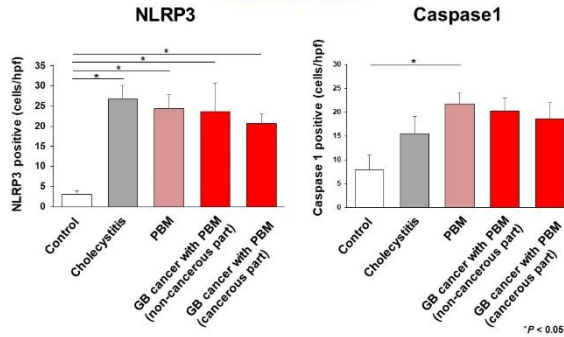 NLRP3
NLRP3 positive (cells/hpf)
35
30
25
20
15
10
5
0
*
*
*
*
Control
Cholecystitis
PBM
GB cancer with PBM
(non-cancerous part)
GB cancer with PBM
(cancerous part)
Caspase1
Caspase 1 positive (cells/hpf)
30
25
20
15
10
5
0
*
Control
Cholecystitis
PBM
GB cancer with PBM
(non-cancerous part)
GB cancer with PBM
(cancerous part)
*P < 0.05